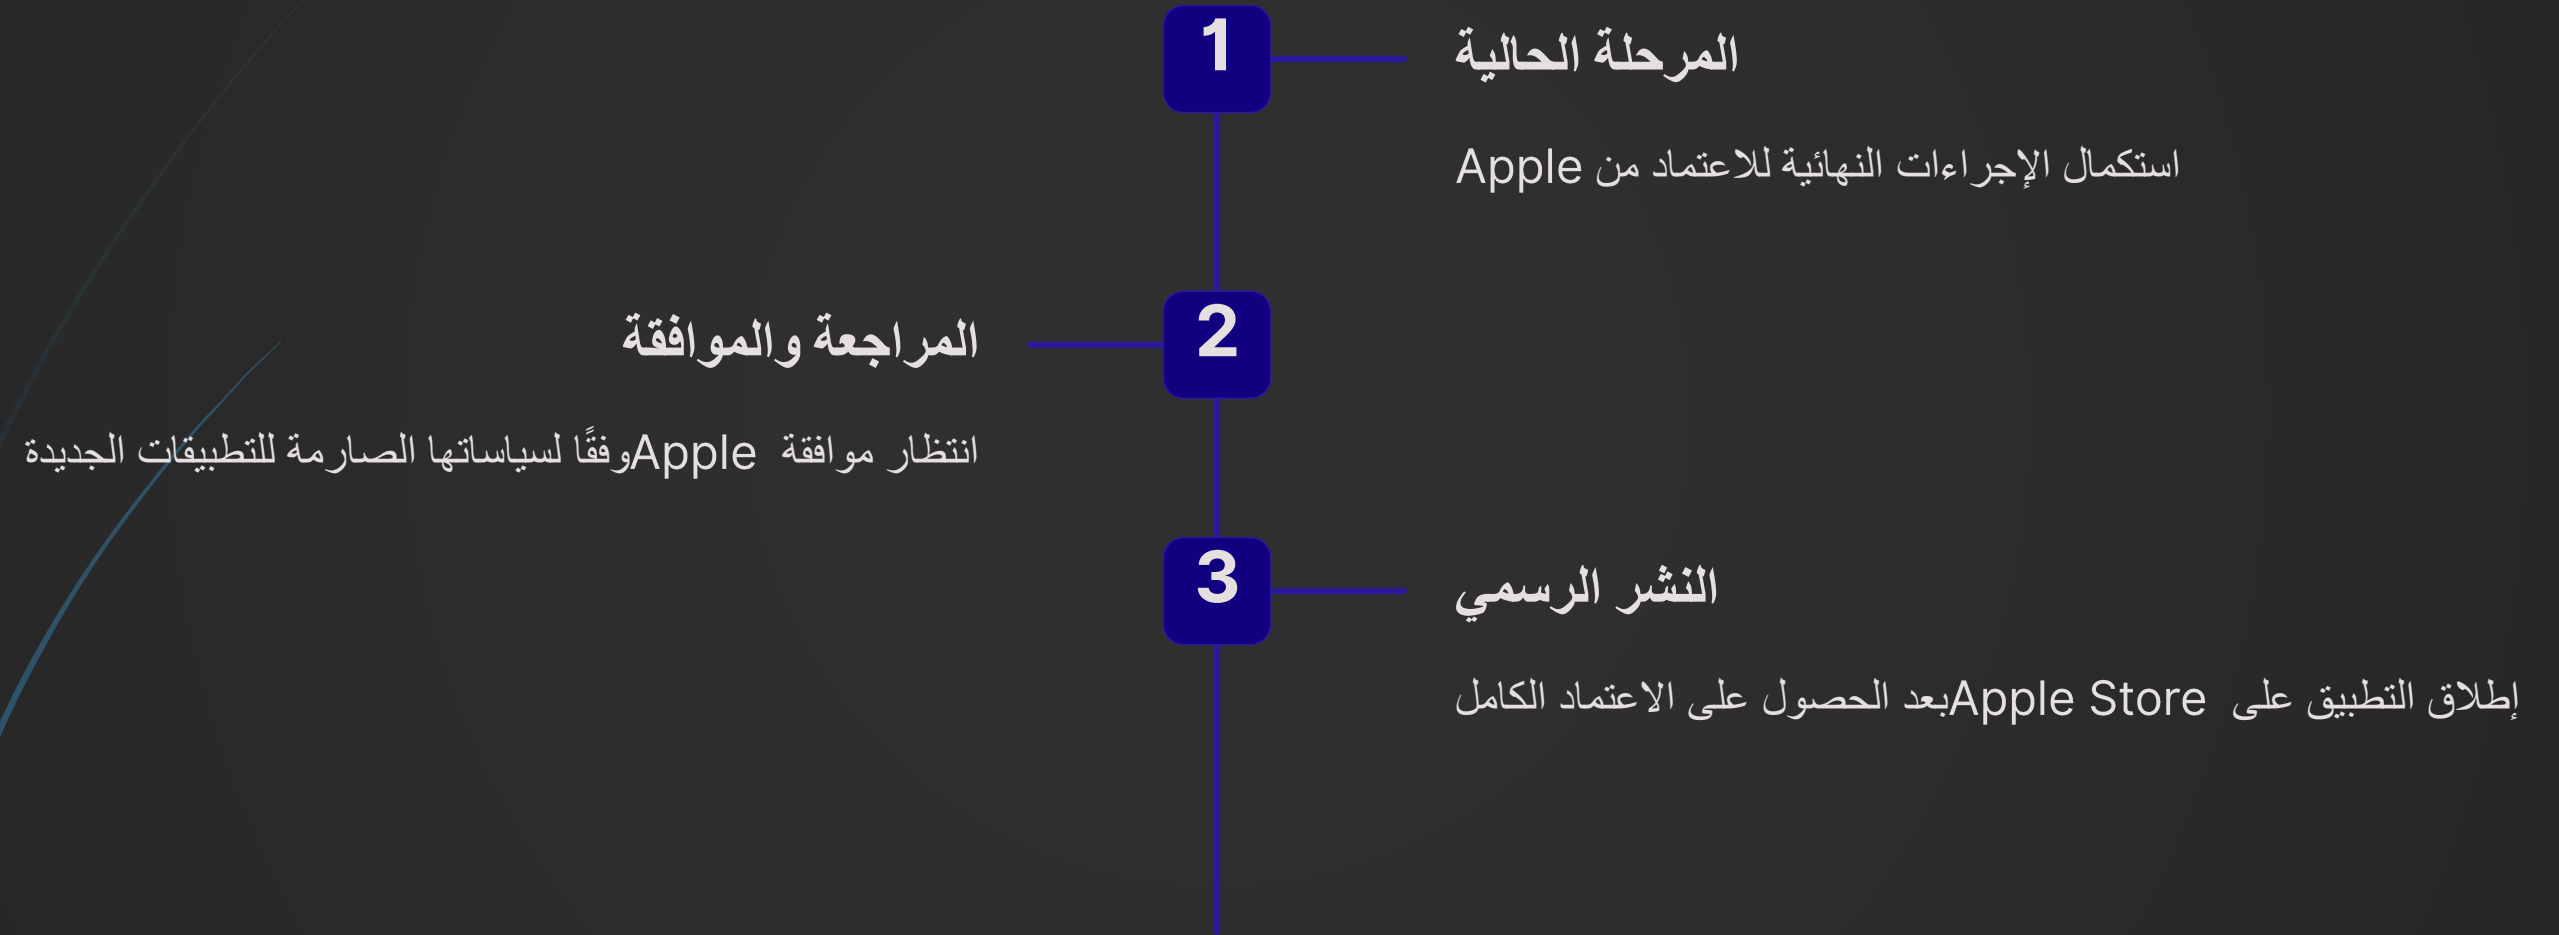 1
المرحلة الحالية
استكمال الإجراءات النهائية للاعتماد من Apple
2
المراجعة والموافقة
انتظار موافقة Apple وفقًا لسياساتها الصارمة للتطبيقات الجديدة
3
النشر الرسمي
إطلاق التطبيق على Apple Store بعد الحصول على الاعتماد الكامل